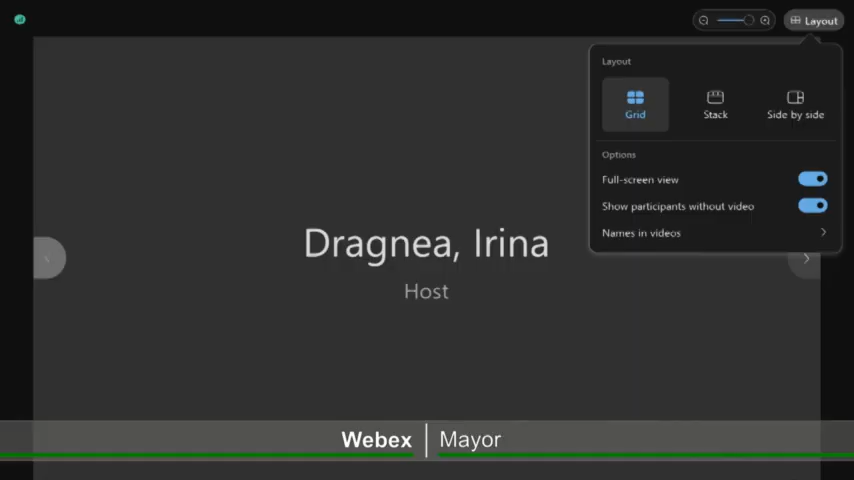 Layout
Layout
Grid
Stack
Side by side
Options
Full-screen view
Show participants without video
Names in videos
Dragnea, Irina
Host
Webex | Mayor